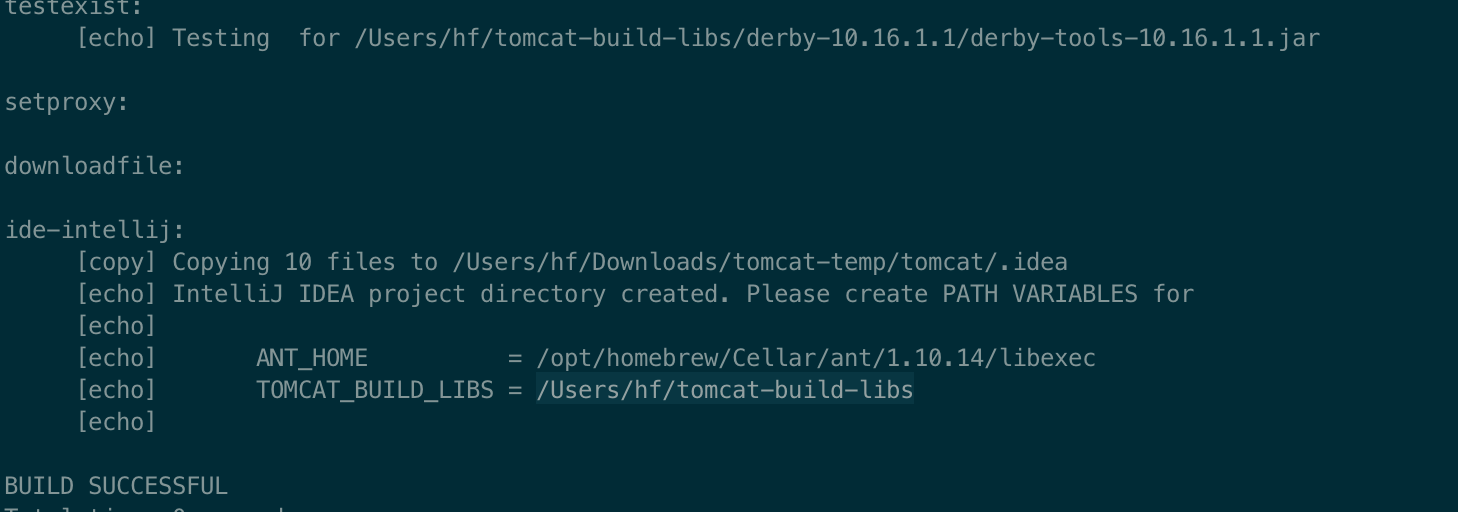 testexist:
[echo] Testing  for /Users/hf/tomcat-build-libs/derby-10.16.1.1/derby-tools-10.16.1.1.jar
setproxy:
downloadfile:
ide-intellij:
[copy] Copying 10 files to /Users/hf/Downloads/tomcat-temp/tomcat/.idea
[echo] IntelliJ IDEA project directory created. Please create PATH VARIABLES for
[echo]
[echo]       ANT_HOME          = /opt/homebrew/Cellar/ant/1.10.14/libexec
[echo]       TOMCAT_BUILD_LIBS = /Users/hf/tomcat-build-libs
[echo]
BUILD SUCCESSFUL